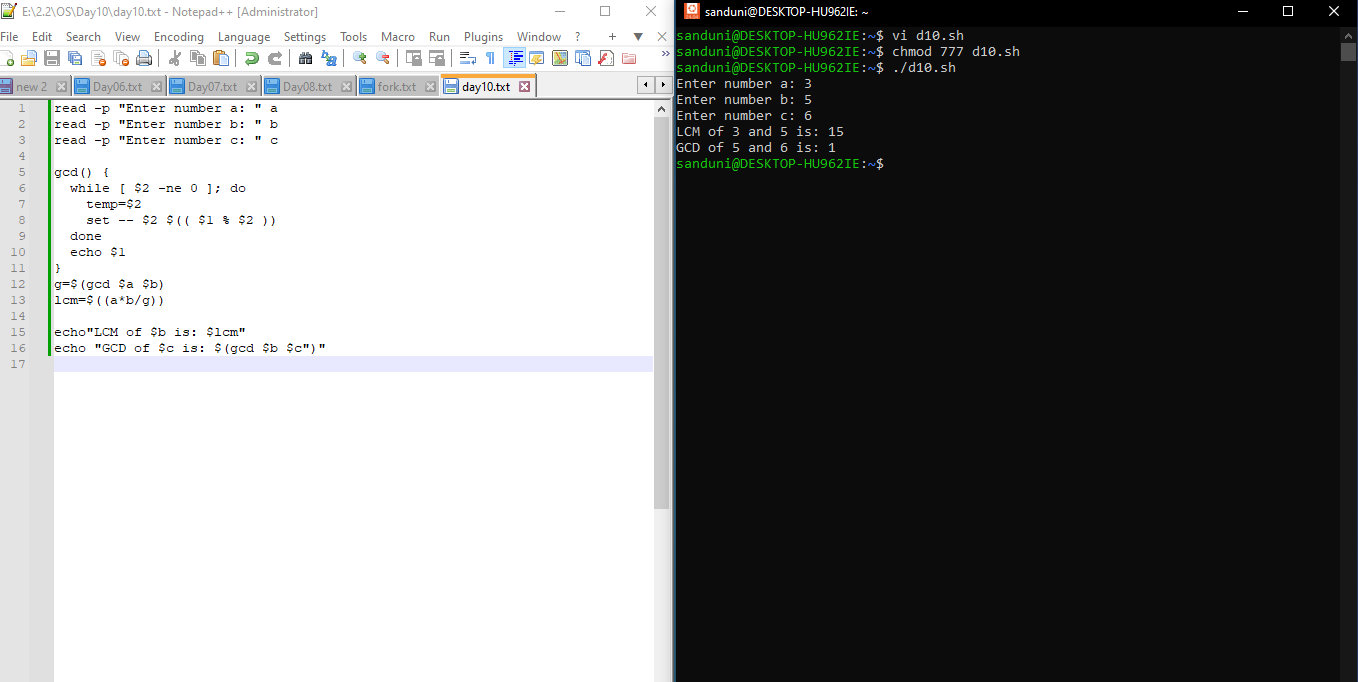 E:\2.2\OS\Day10\day10.txt - Notepad++ [Administrator]
File Edit Search View Encoding Language Settings Tools Macro Run Plugins Window ? + ▼ X
new 2 Day06.txt Day07.txt Day08.txt fork.txt day10.txt
1 read -p "Enter number a: " a
2 read -p "Enter number b: " b
3 read -p "Enter number c: " c
4
5 gcd() {
6 while [ $2 -ne 0 ]; do
7 temp=$2
8 set -- $2 $(( $1 % $2 ))
9 done
10 echo $1
11 }
12 g=$(gcd $a $b)
13 lcm=$((a*b/g))
14
15 echo"LCM of $b is: $lcm"
16 echo "GCD of $c is: $(gcd $b $c")"
17
sanduni@DESKTOP-HU962IE: ~
sanduni@DESKTOP-HU962IE:~$ vi d10.sh
sanduni@DESKTOP-HU962IE:~$ chmod 777 d10.sh
sanduni@DESKTOP-HU962IE:~$ ./d10.sh
Enter number a: 3
Enter number b: 5
Enter number c: 6
LCM of 3 and 5 is: 15
GCD of 5 and 6 is: 1
sanduni@DESKTOP-HU962IE:~$